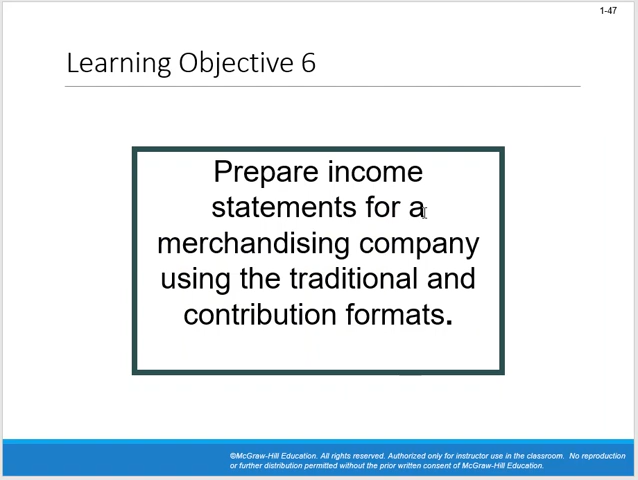 1-47
Learning Objective 6
Prepare income
statements for a
merchandising company
using the traditional and
contribution formats.
©McGraw-Hill Education. All rights reserved. Authorized only for instructor use in the classroom. No reproduction
or further distribution permitted without the prior written consent of McGraw-Hill Education.